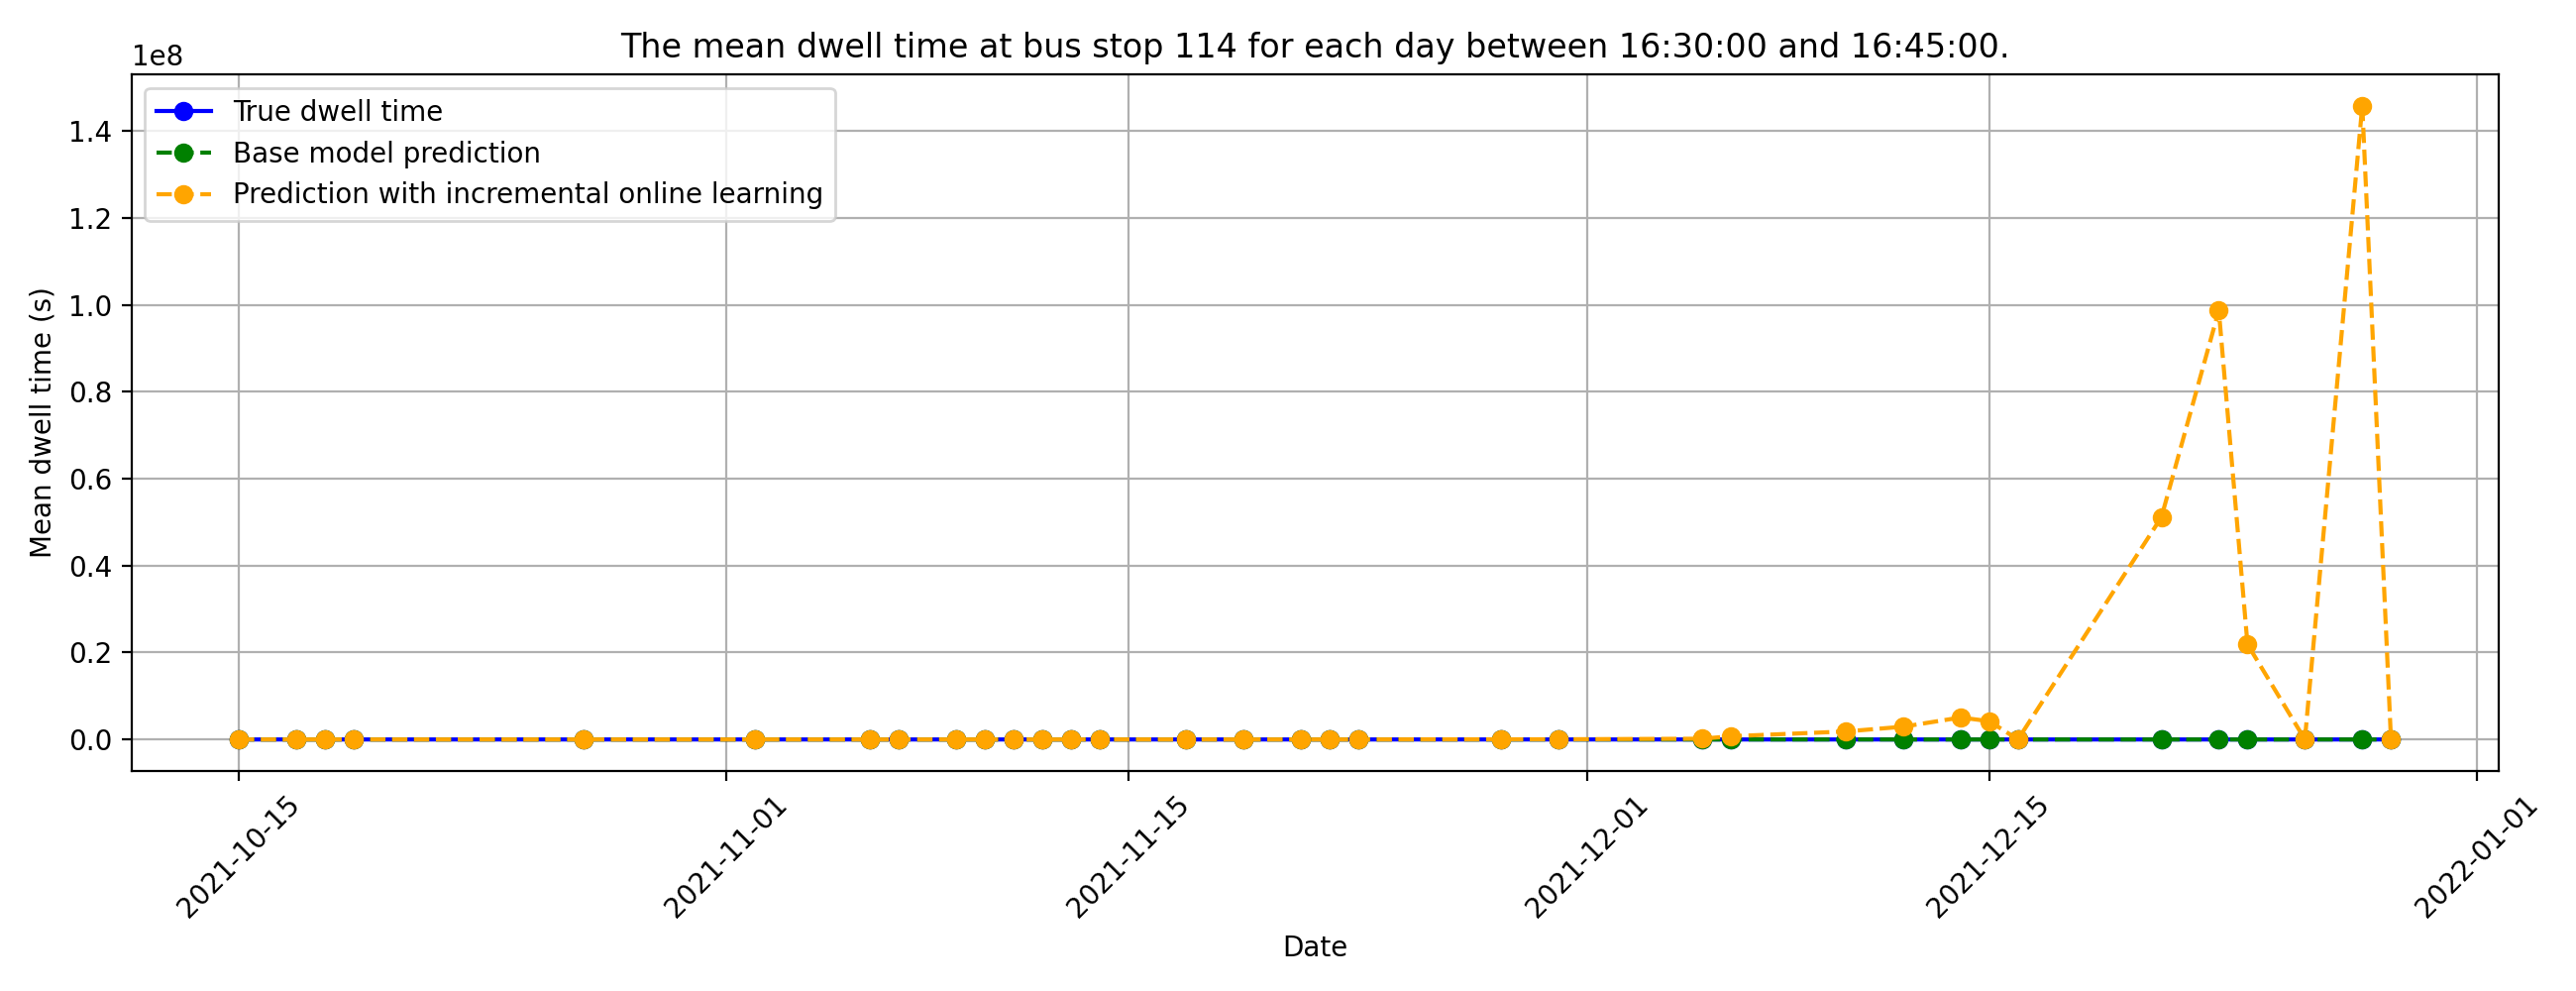 The mean dwell time at bus stop 114 for each day between 16:30:00 and 16:45:00.
1e8
True dwell time
Base model prediction
Prediction with incremental online learning
1.4
1.2
1.0
0.8
0.6
0.4
0.2
0.0
Mean dwell time (s)
2021-10-15
2021-11-01
2021-11-15
2021-12-01
2021-12-15
2022-01-01
Date